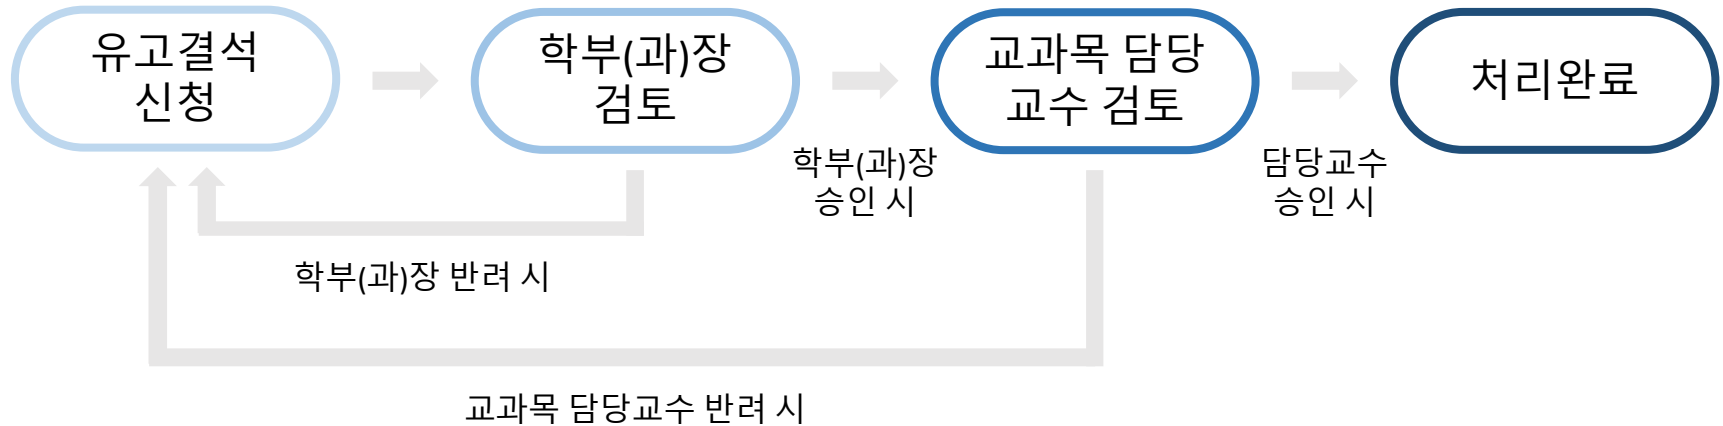 유고결석
신청
학부(과)장
검토
교과목 담당
교수 검토
처리완료
학부(과)장
승인 시
담당교수
승인 시
학부(과)장 반려 시
교과목 담당교수 반려 시